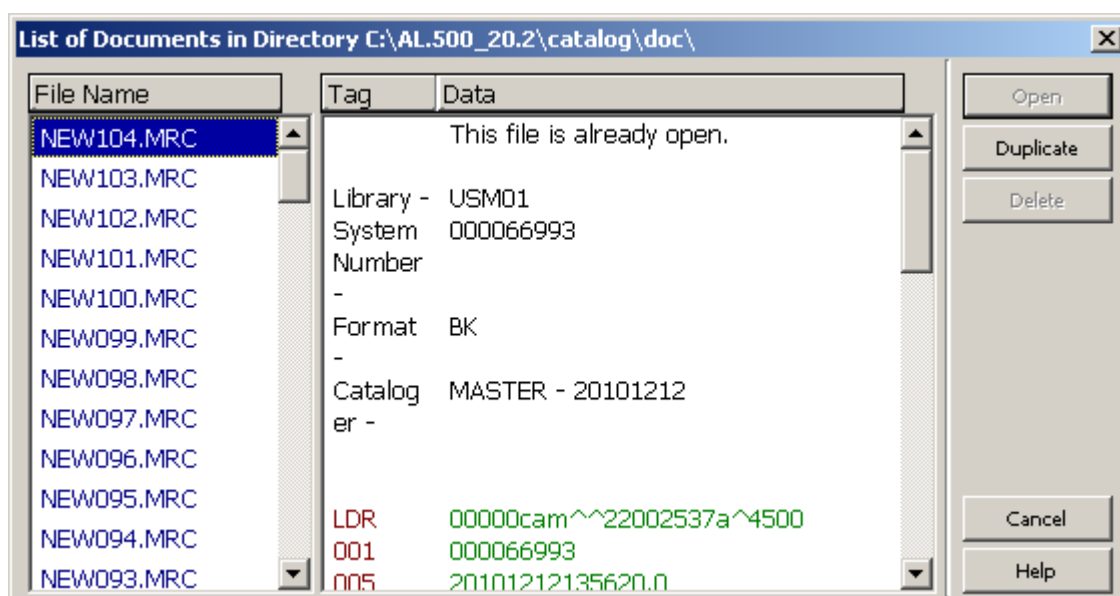 List of Documents in Directory C:\AL.500_20.2\catalog\doc\
File Name
NEW104.MRC
NEW103.MRC
NEW102.MRC
NEW101.MRC
NEW100.MRC
NEW099.MRC
NEW098.MRC
NEW097.MRC
NEW096.MRC
NEW095.MRC
NEW094.MRC
NEW093.MRC
Tag Data
This file is already open.
Library - USM01
System 000066993
Number
-
Format BK
-
Catalog MASTER - 20101212
er -
LDR 00000cam^^22002537a^4500
001 000066993
005 20101212135620.0
Open
Duplicate
Delete
Cancel
Help